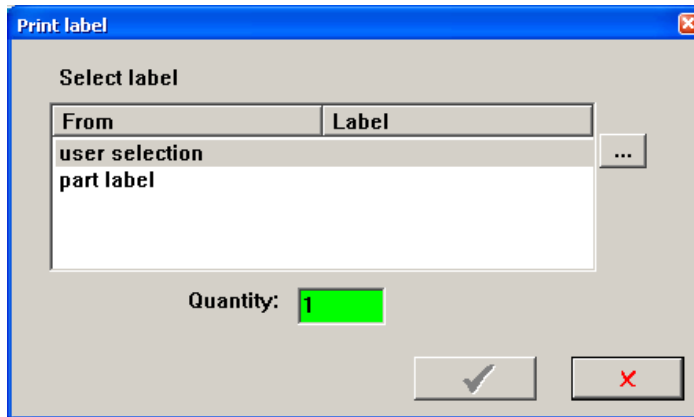 Print label
Select label
From Label
user selection
...
part label
Quantity: 1